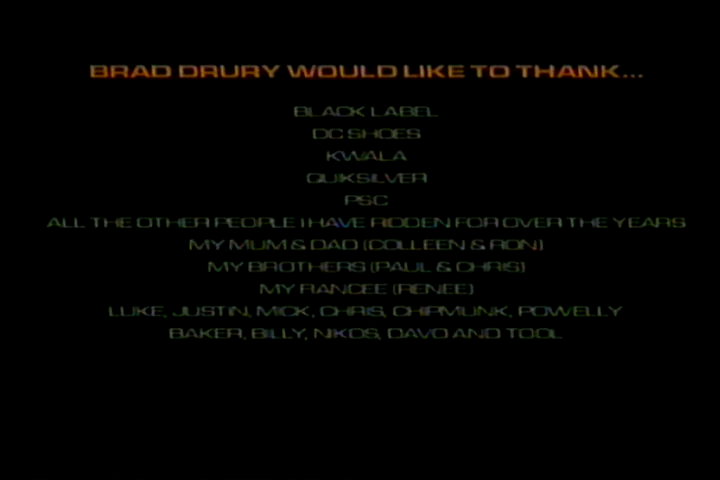 BRAD DRURY WOULD LIKE TO THANK...
BLACK LABEL
DC SHOES
KWALA
QUIKSILVER
PSC
ALL THE OTHER PEOPLE I HAVE RIDDEN FOR OVER THE YEARS
MY MUM & DAD (COLLEEN & RON)
MY BROTHERS (PAUL & CHRIS)
MY FIANCEE (RENEE)
LUKE, JUSTIN, MICK, CHRIS, CHIPMUNK, POWELLY
BAKER, BILLY, NIKOS, DAVO AND TOOL